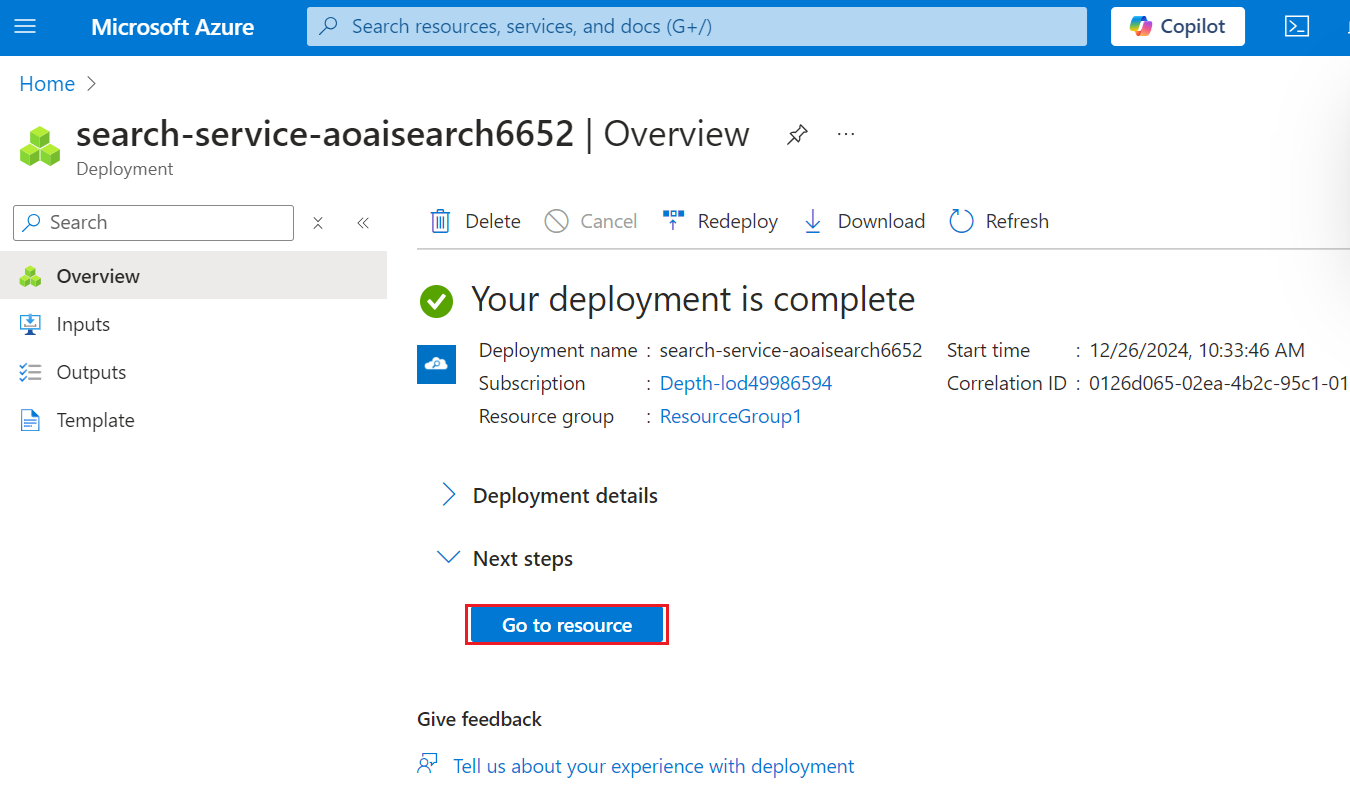 Microsoft Azure
Search resources, services, and docs (G+/)
Copilot
Home
search-service-aoaisearch6652 | Overview
Deployment
Search
Delete
Cancel
Redeploy
Download
Refresh
Overview
Inputs
Outputs
Template
Your deployment is complete
Deployment name : search-service-aoaisearch6652
Subscription : Depth-lod49986594
Resource group : ResourceGroup1
Start time : 12/26/2024, 10:33:46 AM
Correlation ID : 0126d065-02ea-4b2c-95c1-01
Deployment details
Next steps
Go to resource
Give feedback
Tell us about your experience with deployment